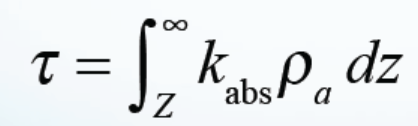 τ = ∫_Z^∞ k_abs ρ_a dz